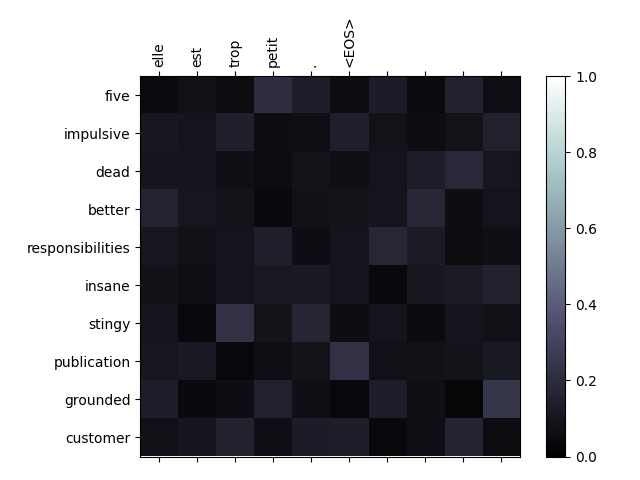 elle est trop petit . <EOS>
five
impulsive
dead
better
responsibilities
insane
stingy
publication
grounded
customer
1.0
0.8
0.6
0.4
0.2
0.0